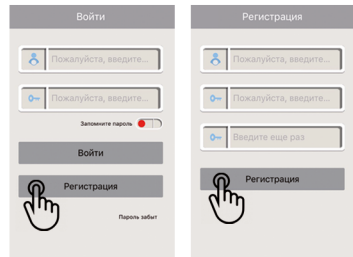 Войти
Пожалуйста, введите...
Пожалуйста, введите...
Запомните пароль
Войти
Регистрация
Пароль забыт
Регистрация
Пожалуйста, введите...
Пожалуйста, введите...
Введите еще раз
Регистрация